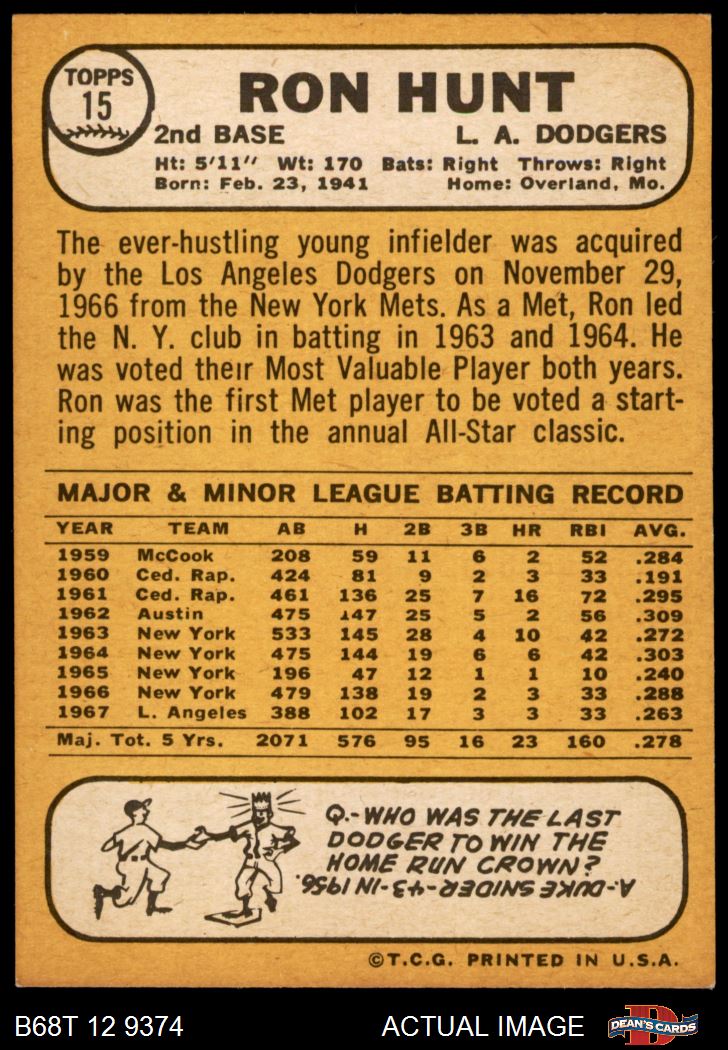 TOPPS
15
RON HUNT
2nd BASE L. A. DODGERS
Ht: 5'11" Wt: 170 Bats: Right Throws: Right
Born: Feb. 23, 1941 Home: Overland, Mo.
The ever-hustling young infielder was acquired
by the Los Angeles Dodgers on November 29,
1966 from the New York Mets. As a Met, Ron led
the N. Y. club in batting in 1963 and 1964. He
was voted their Most Valuable Player both years.
Ron was the first Met player to be voted a start-
ing position in the annual All-Star classic.
MAJOR & MINOR LEAGUE BATTING RECORD
YEAR TEAM AB H 2B 3B HR RBI AVG.
1959 McCook 208 59 11 6 2 52 .284
1960 Ced. Rap. 424 81 9 2 3 33 .191
1961 Ced. Rap. 461 136 25 7 16 72 .295
1962 Austin 475 147 25 5 2 56 .309
1963 New York 533 145 28 4 10 42 .272
1964 New York 475 144 19 6 6 42 .303
1965 New York 196 47 12 1 1 10 .240
1966 New York 479 138 19 2 3 33 .288
1967 L. Angeles 388 102 17 3 3 33 .263
Maj. Tot. 5 Yrs. 2071 576 95 16 23 160 .278
Q.-WHO WAS THE LAST
DODGER TO WIN THE
HOME RUN CROWN?
A-DUKE SNIDER-43-IN 1956.
©T.C.G. PRINTED IN U.S.A.
B68T 12 9374 ACTUAL IMAGE
D
DEAN'S CARDS